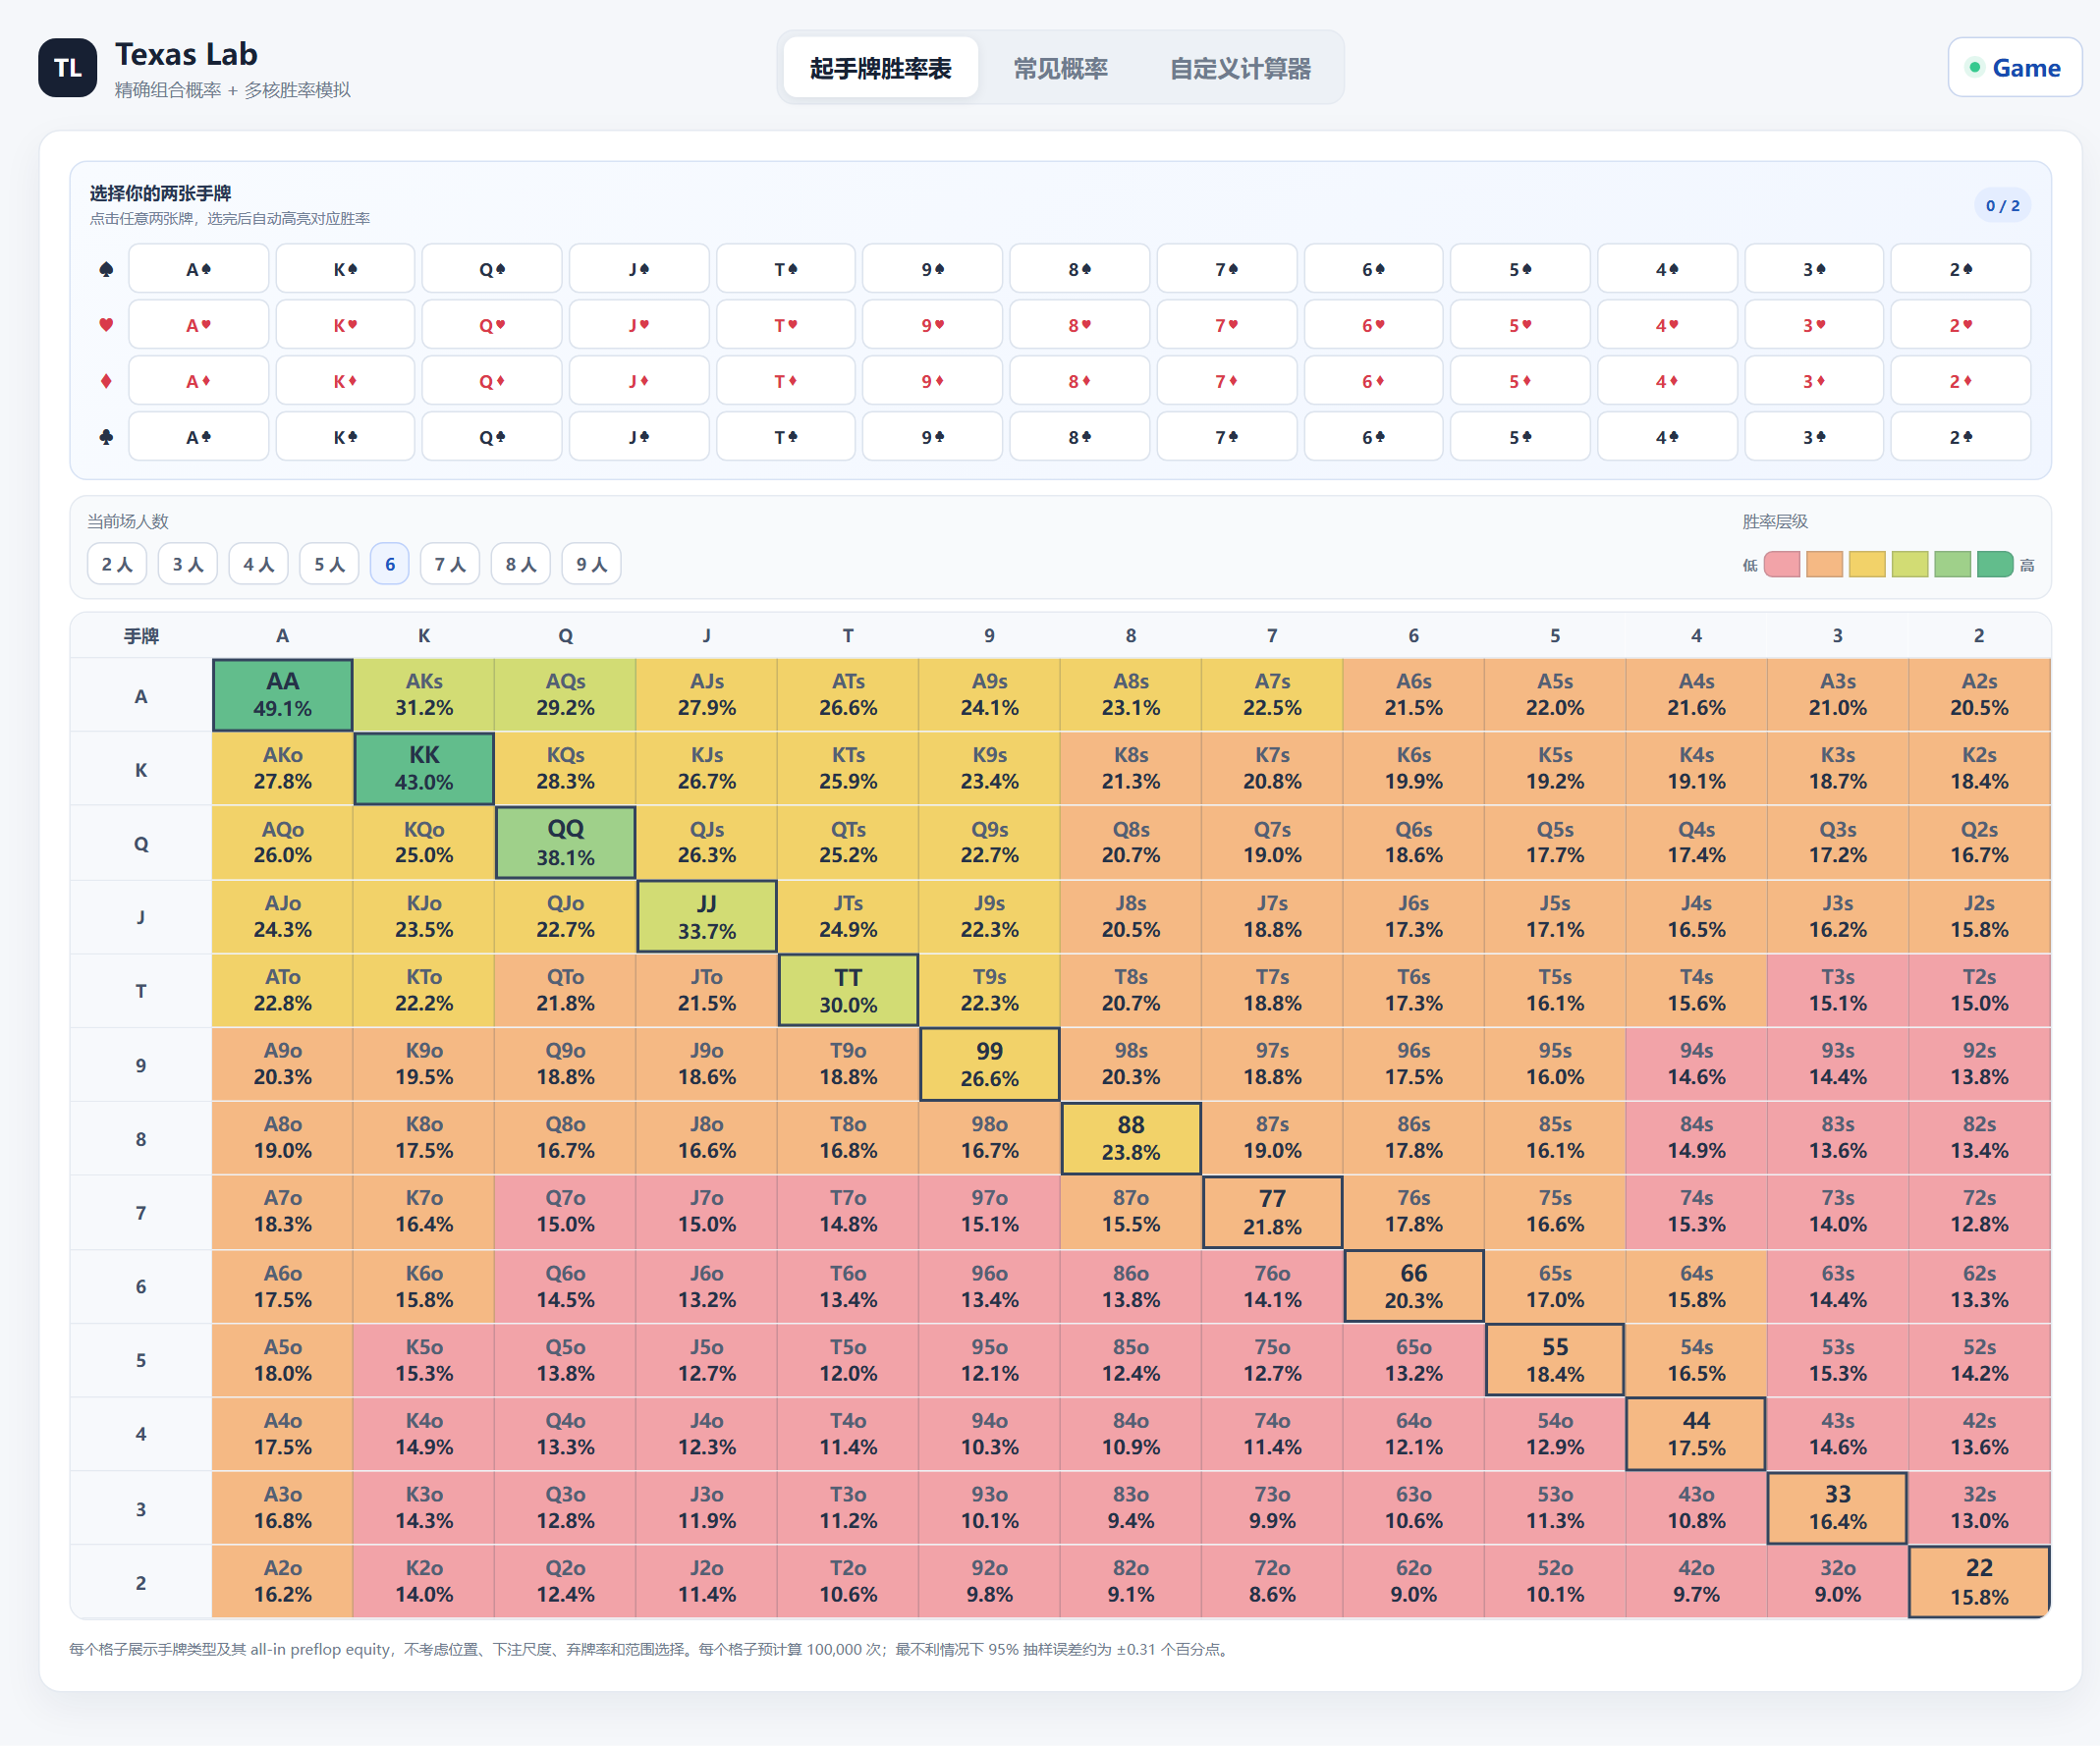 TL
Texas Lab
精确组合概率 + 多核胜率模拟
起手牌胜率表 常见概率 自定义计算器
Game
选择你的两张手牌
点击任意两张牌，选完后自动高亮对应胜率
0 / 2
♠ A♠ K♠ Q♠ J♠ T♠ 9♠ 8♠ 7♠ 6♠ 5♠ 4♠ 3♠ 2♠
♥ A♥ K♥ Q♥ J♥ T♥ 9♥ 8♥ 7♥ 6♥ 5♥ 4♥ 3♥ 2♥
♦ A♦ K♦ Q♦ J♦ T♦ 9♦ 8♦ 7♦ 6♦ 5♦ 4♦ 3♦ 2♦
♣ A♣ K♣ Q♣ J♣ T♣ 9♣ 8♣ 7♣ 6♣ 5♣ 4♣ 3♣ 2♣
当前场人数
2 人 3 人 4 人 5 人 6 7 人 8 人 9 人
胜率层级
低 高
手牌 A K Q J T 9 8 7 6 5 4 3 2
A
AA AKs AQs AJs ATs A9s A8s A7s A6s A5s A4s A3s A2s
49.1% 31.2% 29.2% 27.9% 26.6% 24.1% 23.1% 22.5% 21.5% 22.0% 21.6% 21.0% 20.5%
K
AKo KK KQs KJs KTs K9s K8s K7s K6s K5s K4s K3s K2s
27.8% 43.0% 28.3% 26.7% 25.9% 23.4% 21.3% 20.8% 19.9% 19.2% 19.1% 18.7% 18.4%
Q
AQo KQo QQ QJs QTs Q9s Q8s Q7s Q6s Q5s Q4s Q3s Q2s
26.0% 25.0% 38.1% 26.3% 25.2% 22.7% 20.7% 19.0% 18.6% 17.7% 17.4% 17.2% 16.7%
J
AJo KJo QJo JJ JTs J9s J8s J7s J6s J5s J4s J3s J2s
24.3% 23.5% 22.7% 33.7% 24.9% 22.3% 20.5% 18.8% 17.3% 17.1% 16.5% 16.2% 15.8%
T
ATo KTo QTo JTo TT T9s T8s T7s T6s T5s T4s T3s T2s
22.8% 22.2% 21.8% 21.5% 30.0% 22.3% 20.7% 18.8% 17.3% 16.1% 15.6% 15.1% 15.0%
9
A9o K9o Q9o J9o T9o 99 98s 97s 96s 95s 94s 93s 92s
20.3% 19.5% 18.8% 18.6% 18.8% 26.6% 20.3% 18.8% 17.5% 16.0% 14.6% 14.4% 13.8%
8
A8o K8o Q8o J8o T8o 98o 88 87s 86s 85s 84s 83s 82s
19.0% 17.5% 16.7% 16.6% 16.8% 16.7% 23.8% 19.0% 17.8% 16.1% 14.9% 13.6% 13.4%
7
A7o K7o Q7o J7o T7o 97o 87o 77 76s 75s 74s 73s 72s
18.3% 16.4% 15.0% 15.0% 14.8% 15.1% 15.5% 21.8% 17.8% 16.6% 15.3% 14.0% 12.8%
6
A6o K6o Q6o J6o T6o 96o 86o 76o 66 65s 64s 63s 62s
17.5% 15.8% 14.5% 13.2% 13.4% 13.4% 13.8% 14.1% 20.3% 17.0% 15.8% 14.4% 13.3%
5
A5o K5o Q5o J5o T5o 95o 85o 75o 65o 55 54s 53s 52s
18.0% 15.3% 13.8% 12.7% 12.0% 12.1% 12.4% 12.7% 13.2% 18.4% 16.5% 15.3% 14.2%
4
A4o K4o Q4o J4o T4o 94o 84o 74o 64o 54o 44 43s 42s
17.5% 14.9% 13.3% 12.3% 11.4% 10.3% 10.9% 11.4% 12.1% 12.9% 17.5% 14.6% 13.6%
3
A3o K3o Q3o J3o T3o 93o 83o 73o 63o 53o 43o 33 32s
16.8% 14.3% 12.8% 11.9% 11.2% 10.1% 9.4% 9.9% 10.6% 11.3% 10.8% 16.4% 13.0%
2
A2o K2o Q2o J2o T2o 92o 82o 72o 62o 52o 42o 32o 22
16.2% 14.0% 12.4% 11.4% 10.6% 9.8% 9.1% 8.6% 9.0% 10.1% 9.7% 9.0% 15.8%
每个格子展示手牌类型及其 all-in preflop equity，不考虑位置、下注尺度、弃牌率和范围选择。每个格子预计算 100,000 次；最不利情况下 95% 抽样误差约为 ±0.31 个百分点。